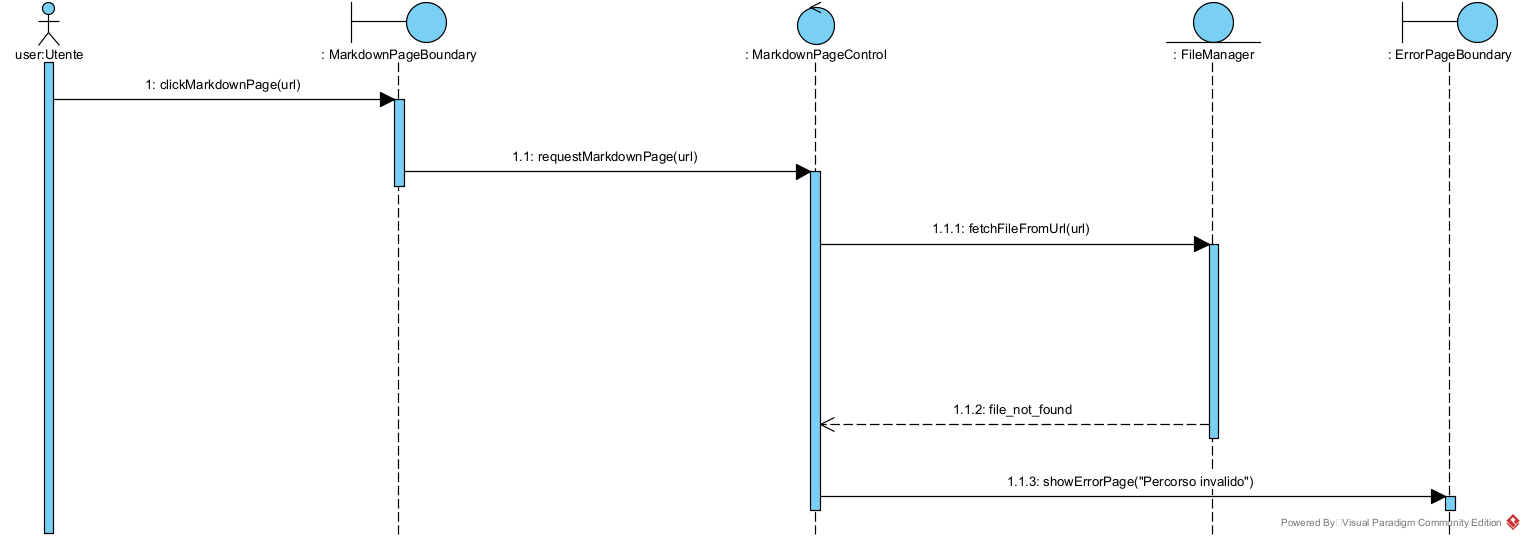 user:Utente
: MarkdownPageBoundary
: MarkdownPageControl
: FileManager
: ErrorPageBoundary
1: clickMarkdownPage(url)
1.1: requestMarkdownPage(url)
1.1.1: fetchFileFromUrl(url)
1.1.2: file_not_found
1.1.3: showErrorPage("Percorso invalido")
Powered By Visual Paradigm Community Edition